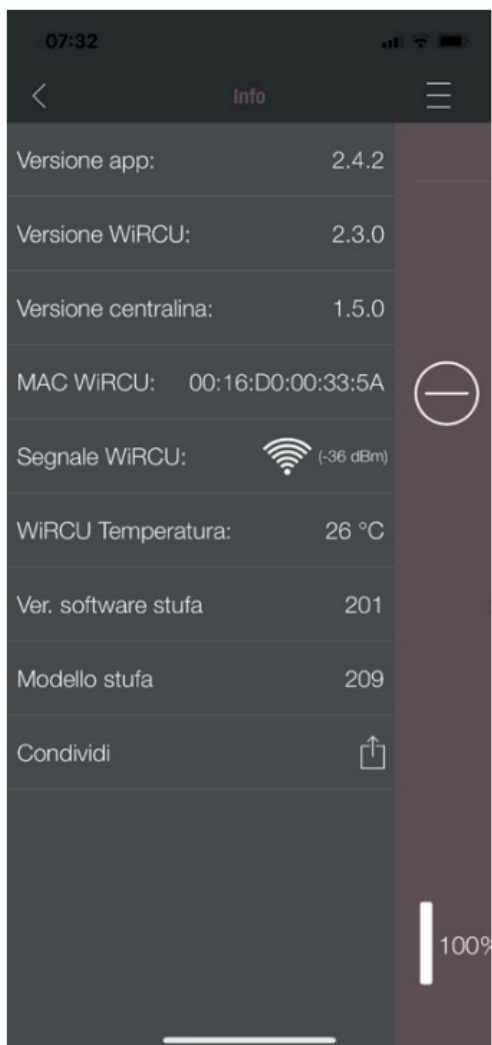 07:32
Info
Versione app: 2.4.2
Versione WiRCU: 2.3.0
Versione centralina: 1.5.0
MAC WiRCU: 00:16:D0:00:33:5A
Segnale WiRCU: (-36 dBm)
WiRCU Temperatura: 26 °C
Ver. software stufa 201
Modello stufa 209
Condividi
100%